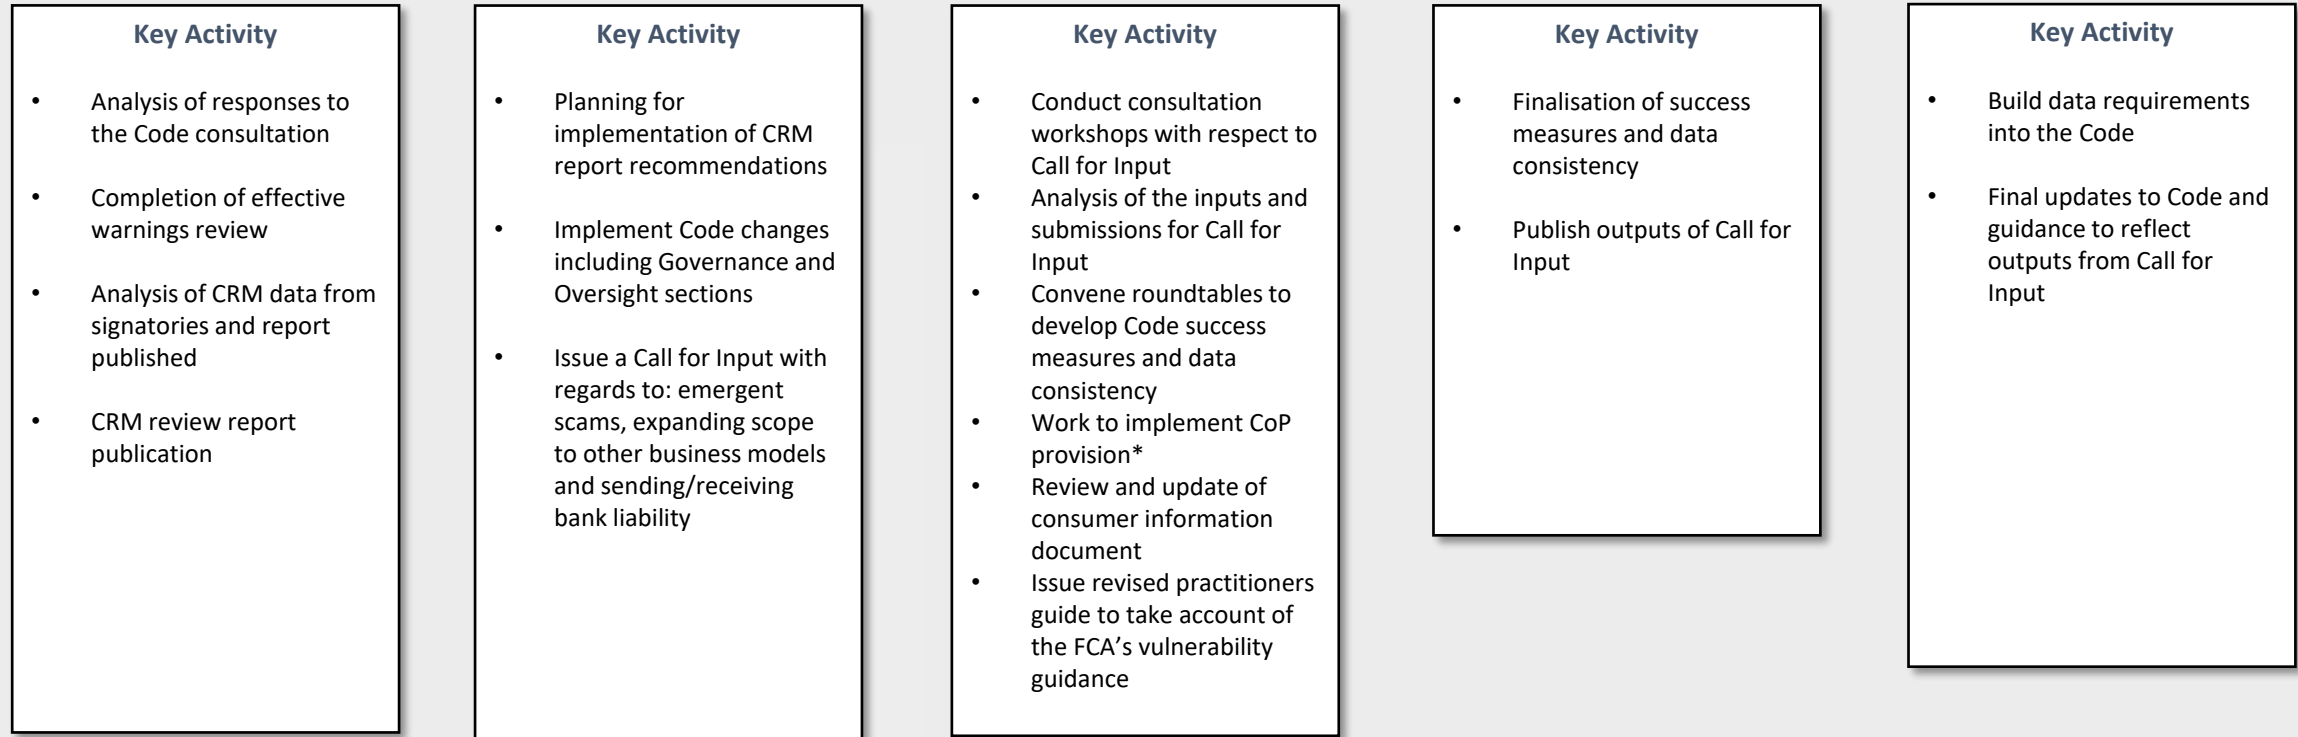 Key Activity
• Analysis of responses to
the Code consultation
• Completion of effective
warnings review
• Analysis of CRM data from
signatories and report
published
• CRM review report
publication
Key Activity
• Planning for
implementation of CRM
report recommendations
• Implement Code changes
including Governance and
Oversight sections
• Issue a Call for Input with
regards to: emergent
scams, expanding scope
to other business models
and sending/receiving
bank liability
Key Activity
• Conduct consultation
workshops with respect to
Call for Input
• Analysis of the inputs and
submissions for Call for
Input
• Convene roundtables to
develop Code success
measures and data
consistency
• Work to implement CoP
provision*
• Review and update of
consumer information
document
• Issue revised practitioners
guide to take account of
the FCA’s vulnerability
guidance
Key Activity
• Finalisation of success
measures and data
consistency
• Publish outputs of Call for
Input
Key Activity
• Build data requirements
into the Code
• Final updates to Code and
guidance to reflect
outputs from Call for
Input